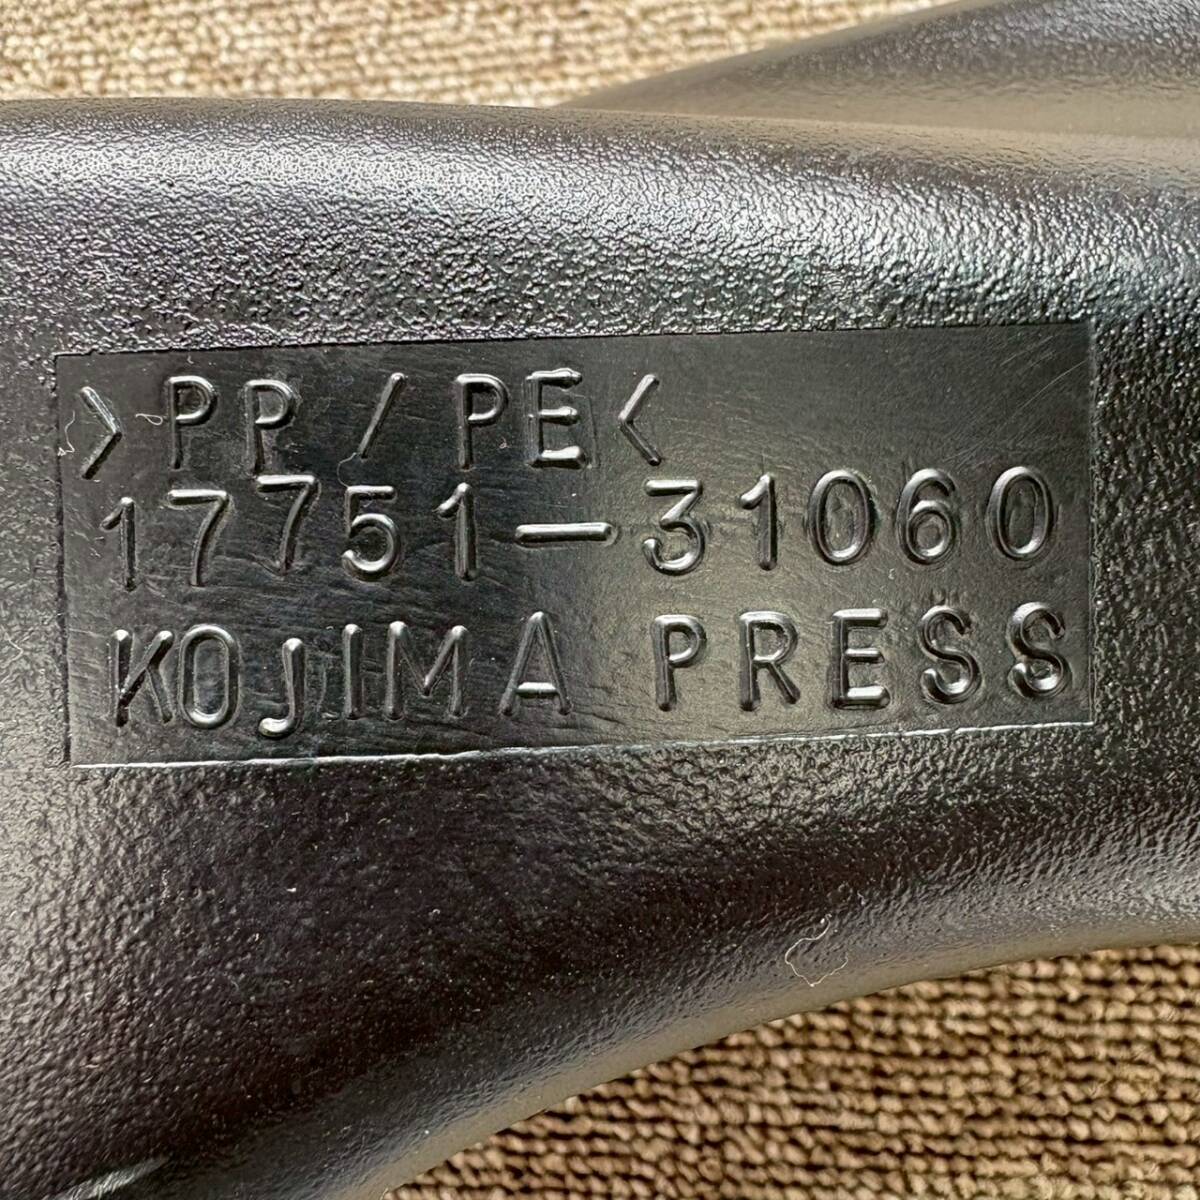 >PP/PE<
17751-31060
KOJIMA PRESS